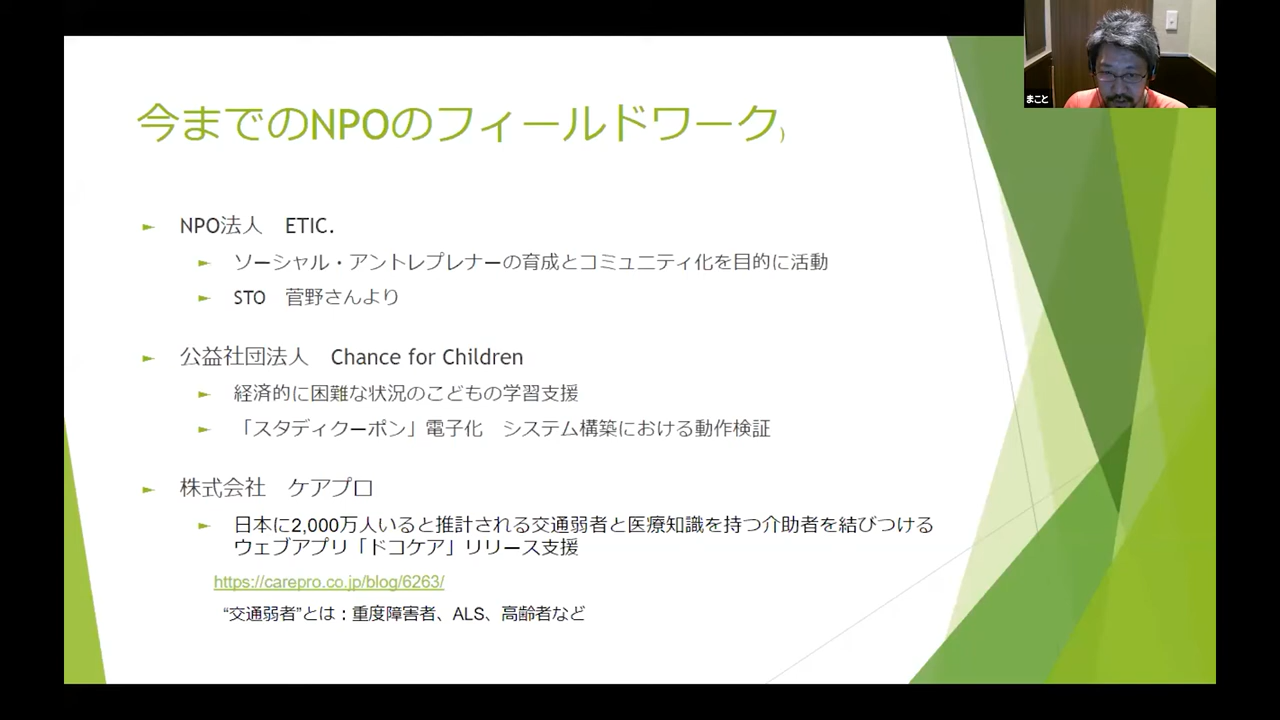 まこと
今までのNPOのフィールドワーク)
► NPO法人　ETIC.
► ソーシャル・アントレプレナーの育成とコミュニティ化を目的に活動
► STO　菅野さんより
► 公益社団法人　Chance for Children
► 経済的に困難な状況のこどもの学習支援
► 「スタディクーポン」電子化　システム構築における動作検証
► 株式会社　ケアプロ
► 日本に2,000万人いると推計される交通弱者と医療知識を持つ介助者を結びつける
ウェブアプリ「ドコケア」リリース支援
https://carepro.co.jp/blog/6263/
“交通弱者”とは：重度障害者、ALS、高齢者など